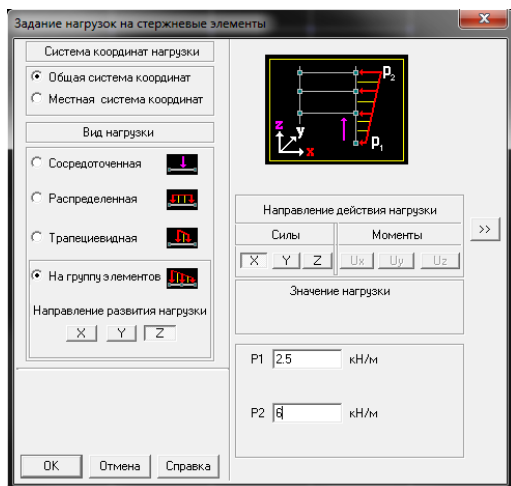 Задание нагрузок на стержневые элементы
Система координат нагрузки
Общая система координат
Местная система координат
Вид нагрузки
Сосредоточенная
Распределенная
Трапециевидная
На группу элементов
Направление развития нагрузки
X Y Z
OK Отмена Справка
p2
z y
x p1
Направление действия нагрузки
Силы Моменты
X Y Z Ux Uy Uz
>>
Значение нагрузки
P1 2.5 кН/м
P2 6 кН/м